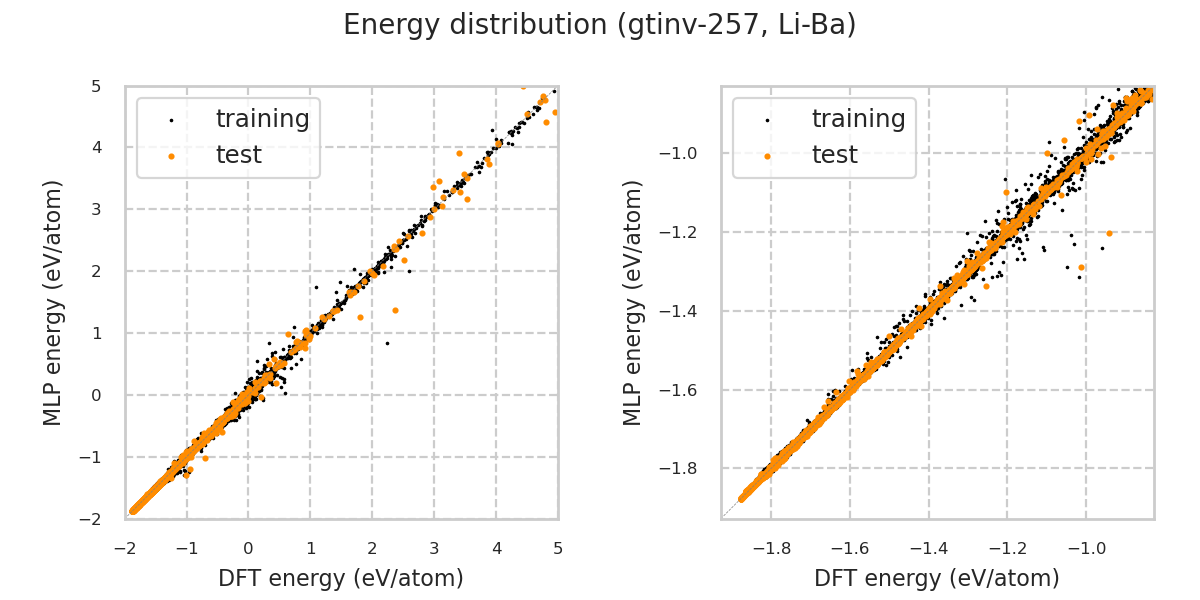 Energy distribution (gtinv-257, Li-Ba)
training
test
5
4
3
2
1
0
−1
−2
−2
−1
0
1
2
3
4
5
MLP energy (eV/atom)
DFT energy (eV/atom)
training
test
−1.0
−1.2
−1.4
−1.6
−1.8
−1.8
−1.6
−1.4
−1.2
−1.0
MLP energy (eV/atom)
DFT energy (eV/atom)